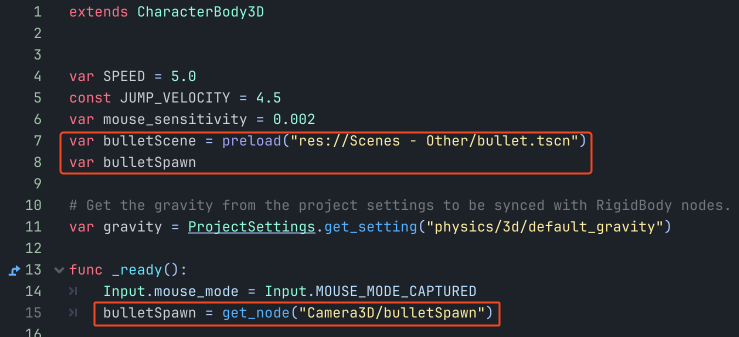 1 extends CharacterBody3D
2
3
4 var SPEED = 5.0
5 const JUMP_VELOCITY = 4.5
6 var mouse_sensitivity = 0.002
7 var bulletScene = preload("res://Scenes - Other/bullet.tscn")
8 var bulletSpawn
9
10 # Get the gravity from the project settings to be synced with RigidBody nodes.
11 var gravity = ProjectSettings.get_setting("physics/3d/default_gravity")
12
13 func _ready():
14 Input.mouse_mode = Input.MOUSE_MODE_CAPTURED
15 bulletSpawn = get_node("Camera3D/bulletSpawn")
16